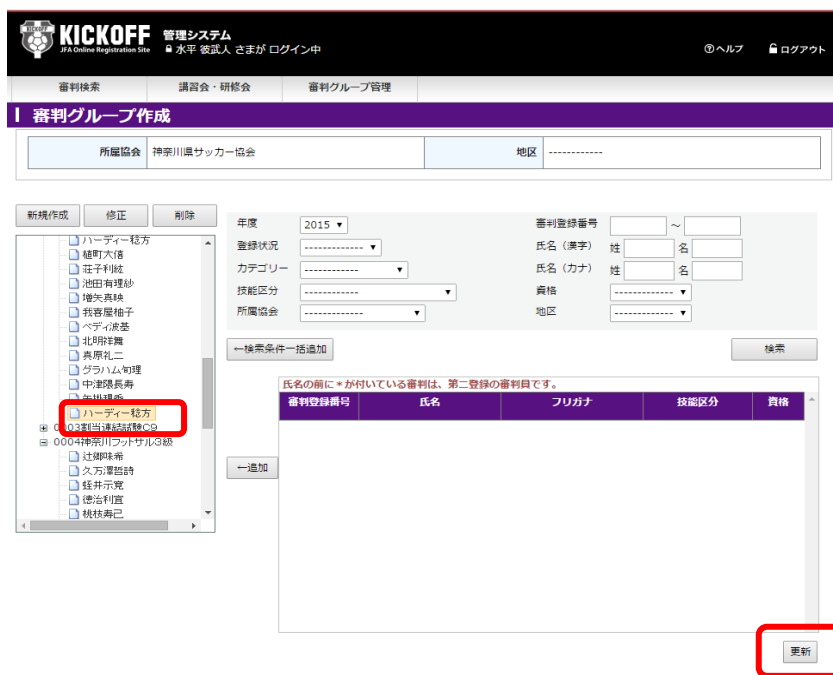 KICKOFF
KICKOFF 管理システム
JFA Online Registration Site 水平 彼武人 さまが ログイン中 ?ヘルプ ログアウト
審判検索 講習会・研修会 審判グループ管理
審判グループ作成
所属協会 神奈川県サッカー協会 地区 ------------
新規作成 修正 削除
年度 2015 ▼ 審判登録番号 ～
登録状況 ------------- ▼ 氏名（漢字） 姓 名
カテゴリー ------------ ▼ 氏名（カナ） 姓 名
技能区分 ------------ ▼ 資格 ------------- ▼
所属協会 ------------- ▼ 地区 ------------- ▼
←検索条件一括追加 検索
ハーディー稔方
植町大信
荘子利紘
池田有理紗
増矢真映
我喜屋柚子
ベディ波基
北明祥舞
真原礼二
グラハム旬理
中津隈長寿
ハーディー稔方
0003割当連結試験C9
0004神奈川フットサル3級
辻郷味希
久万澤哲詩
蛭井示寛
徳治利宣
桃枝寿己
氏名の前に＊が付いている審判は、第二登録の審判員です。
審判登録番号 氏名 フリガナ 技能区分 資格
←追加
更新